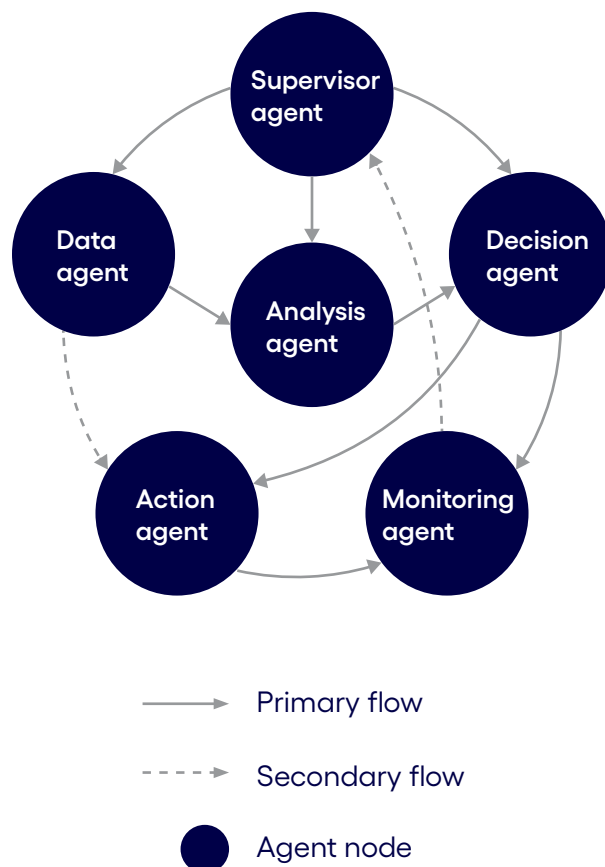 Supervisor
agent
Data
agent
Decision
agent
Analysis
agent
Action
agent
Monitoring
agent
Primary flow
Secondary flow
Agent node